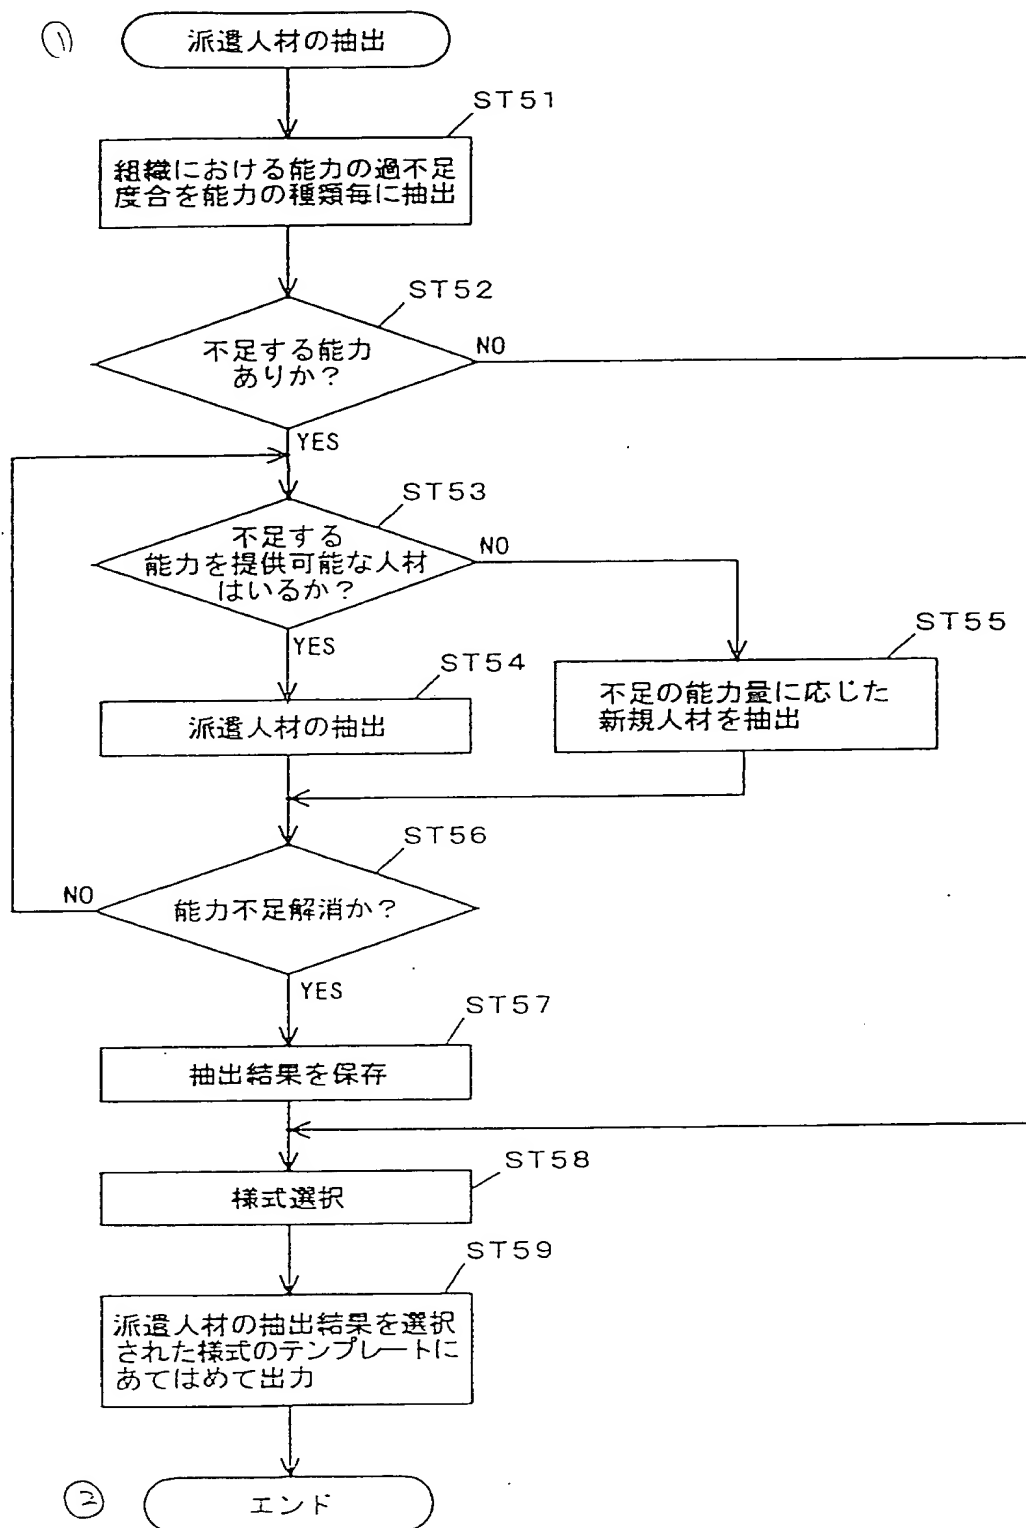 ①
派遣人材の抽出
ST51
組織における能力の過不足
度合を能力の種類毎に抽出
ST52
不足する能力
ありか？
NO
YES
ST53
不足する
能力を提供可能な人材
はいるか？
NO
YES
ST54
派遣人材の抽出
ST55
不足の能力量に応じた
新規人材を抽出
ST56
能力不足解消か？
NO
YES
ST57
抽出結果を保存
ST58
様式選択
ST59
派遣人材の抽出結果を選択
された様式のテンプレートに
あてはめて出力
②
エンド